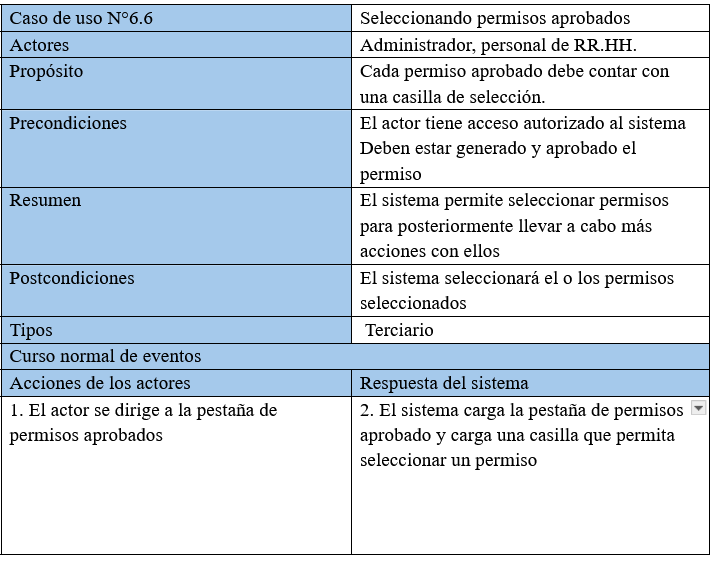 Caso de uso N°6.6
Seleccionando permisos aprobados
Actores
Administrador, personal de RR.HH.
Propósito
Cada permiso aprobado debe contar con
una casilla de selección.
Precondiciones
El actor tiene acceso autorizado al sistema
Deben estar generado y aprobado el
permiso
Resumen
El sistema permite seleccionar permisos
para posteriormente llevar a cabo más
acciones con ellos
Postcondiciones
El sistema seleccionará el o los permisos
seleccionados
Tipos
Terciario
Curso normal de eventos
Acciones de los actores
Respuesta del sistema
1. El actor se dirige a la pestaña de
permisos aprobados
2. El sistema carga la pestaña de permisos
aprobado y carga una casilla que permita
seleccionar un permiso